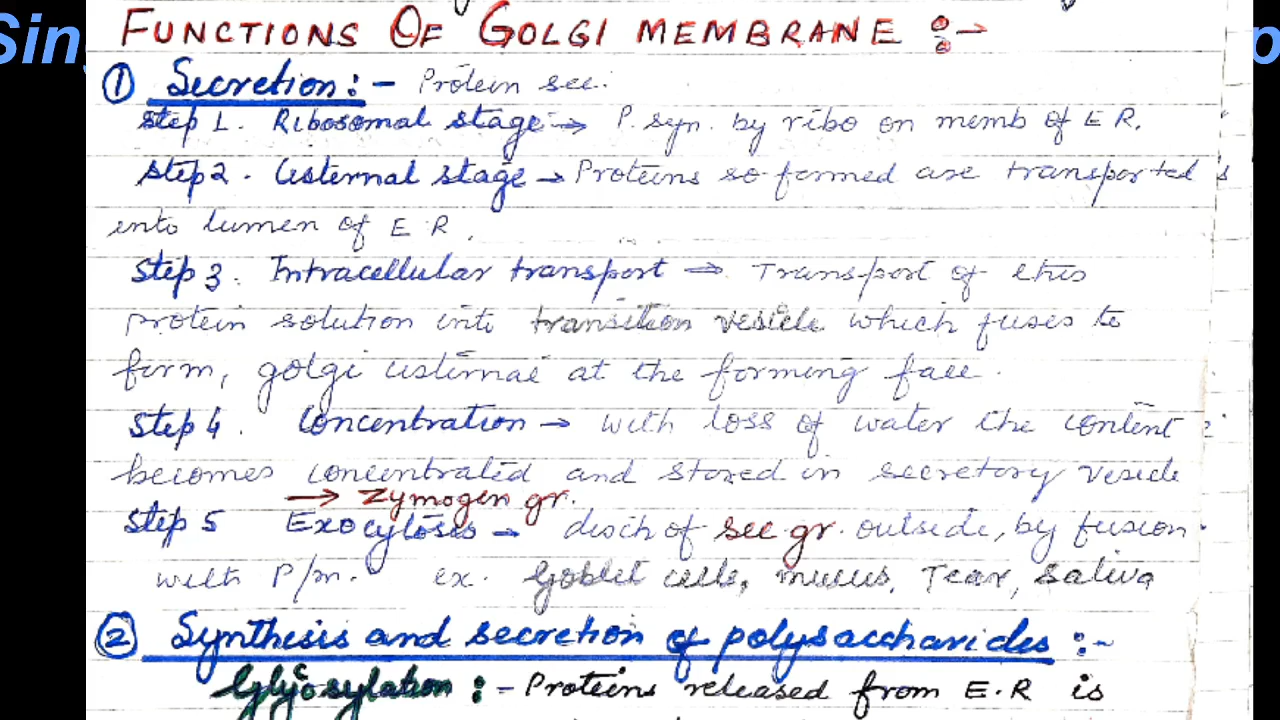 FUNCTIONS OF GOLGI MEMBRANE :→
Sin
p
① Secretion :- Protein sec.
Step 1. Ribosomal stage → P. syn. by ribo on memb of E R.
Step 2. Cisternal stage → Proteins so formed are transported
into lumen of E R.
Step 3. Intracellular transport → Transport of this
protein solution into transition vesicle which fuses to
form, golgi cisternae at the forming face.
Step 4. Concentration → with loss of water the content
becomes concentrated and stored in secretory vesicle
→ Zymogen gr.
Step 5 Exocytosis → disch of sec gr. outside, by fusion
with P/m. ex. Goblet cells, mucus, Tear, Saliva
② Synthesis and secretion of polysaccharides :-
Glycosylation :- Proteins released from E.R is